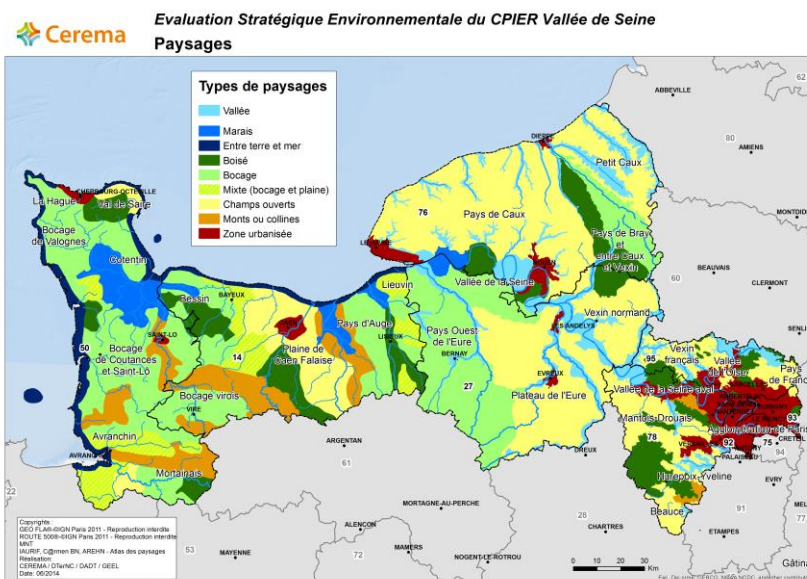 Cerema
Evaluation Stratégique Environnementale du CPIER Vallée de Seine
Paysages
Types de paysages
Vallée
Marais
Entre terre et mer
Boisé
Bocage
Mixte (bocage et plaine)
Champs ouverts
Monts ou collines
Zone urbanisée
ABBEVILLE
62
80
AMIENS
DIEPPE
Petit Caux
MONTDID
CHERBOURG-OCTEVILLE
La Hague
Val de Saire
Bocage
de Valognes
76
Pays de Caux
Pays de Bray
et
entre Caux
et Vexin
BEAUVAIS
60
CLERMONT
Cotentin
LE HAVRE
ROUEN
Vallée de la Seine
Lieuvin
Bessin
BAYEUX
Vexin normand
SENLI
SAINT-LO
Pays d'Auge
LISIEUX
Pays Ouest
de l'Eure
LES ANDELYS
50
Bocage
de Coutances
et Saint-Lô
14
Plaine de
Caen Falaise
BERNAY
95
Vexin
français
Vallée
de l'Oise
Pays
de Franc
EVREUX
27
Plateau de l'Eure
Vallée de la Seine aval
Bocage virois
VIRE
Mantois Drouais
Agglomération de Paris
93
78
92
75
CRETEIL
94
PALAISEAU
Avranchin
AVRANC
ARGENTAN
61
DREUX
Mortainais
Hurepoix-Yveline
EVRY
91
Beauce
22
MORTAGNE-AU-PERCHE
28
CHARTRES
ETAMPES
77
ALENCON
53
MAYENNE
72
MAMERS
NOGENT-LE-ROTROU
Gâtina
Copyrights :
GEO FLA®-©IGN Paris 2011 - Reproduction interdite
ROUTE 500®-©IGN Paris 2011 - Reproduction interdite
MNT
IAURIF, C@rmen BN, AREHN - Atlas des paysages
Réalisation:
CEREMA / DTerNC / DADT / GEEL
Date: 06/2014
0 10 20 30
Km